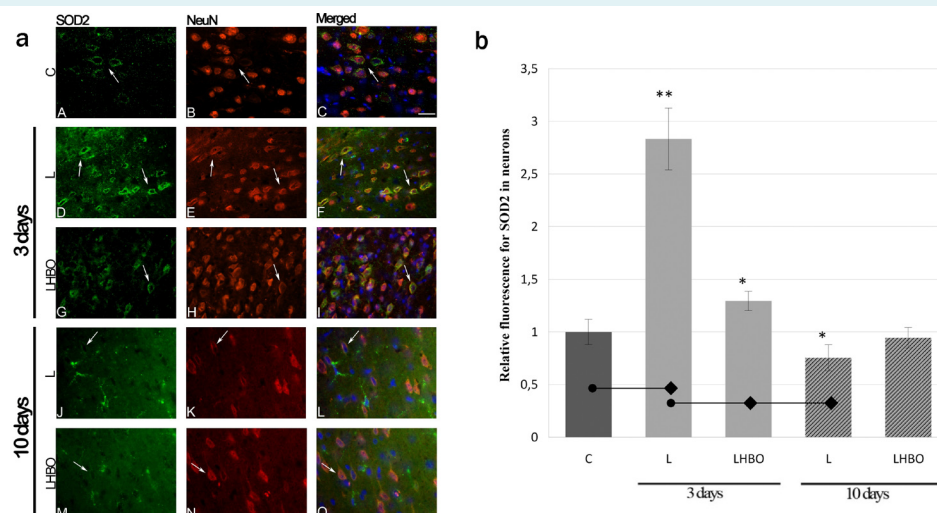 a
SOD2 NeuN Merged
C
A B C
3 days
L
D E F
LHBO
G H I
10 days
L
J K L
LHBO
M N O
b
Relative fluorescence for SOD2 in neurons
3,5
3
2,5
2
1,5
1
0,5
0
**
*
*
C L LHBO L LHBO
3 days 10 days